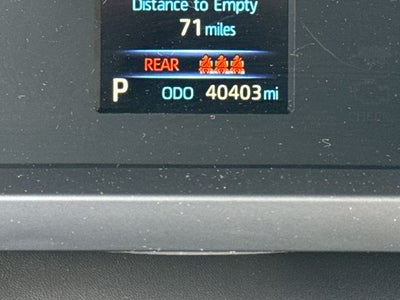 Distance to Empty
71 miles
REAR
P ODO 40403 mi